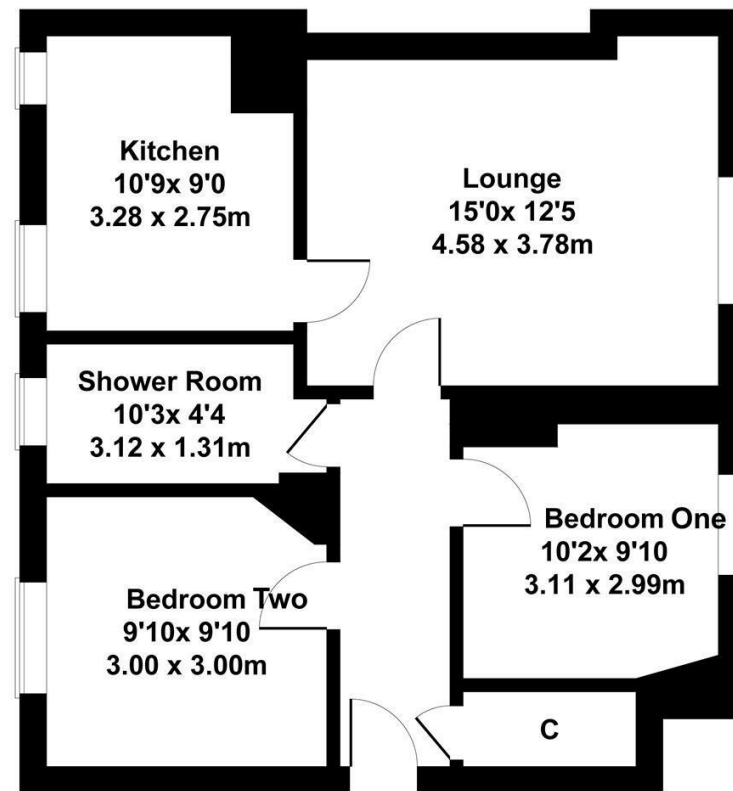 Kitchen
10'9x 9'0
3.28 x 2.75m
Lounge
15'0x 12'5
4.58 x 3.78m
Shower Room
10'3x 4'4
3.12 x 1.31m
Bedroom One
10'2x 9'10
3.11 x 2.99m
Bedroom Two
9'10x 9'10
3.00 x 3.00m
C